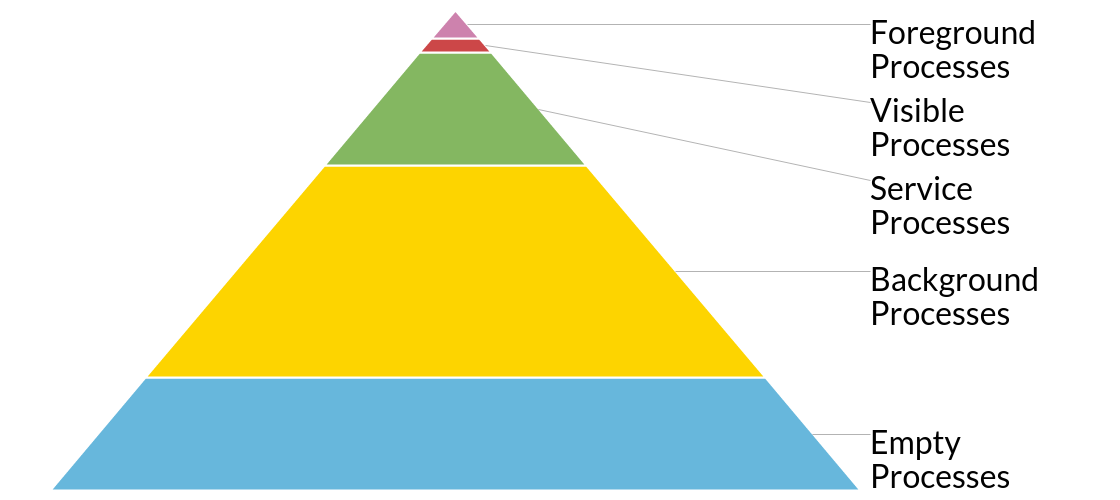 Foreground
Processes
Visible
Processes
Service
Processes
Background
Processes
Empty
Processes